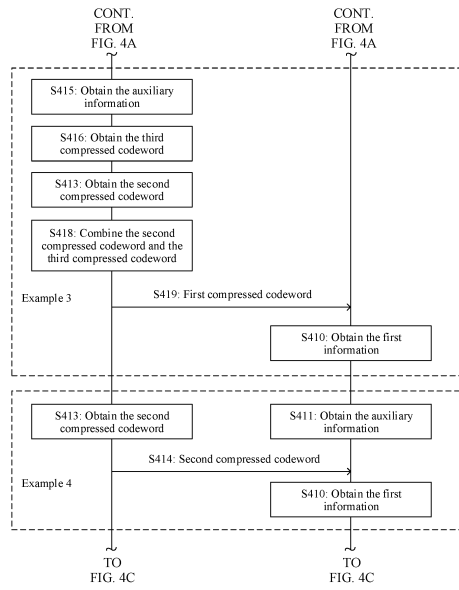 CONT.
FROM
FIG. 4A
CONT.
FROM
FIG. 4A
S415: Obtain the auxiliary
information
S416: Obtain the third
compressed codeword
S413: Obtain the second
compressed codeword
S418: Combine the second
compressed codeword and the
third compressed codeword
S419: First compressed codeword
Example 3
S410: Obtain the first
information
S413: Obtain the second
compressed codeword
S411: Obtain the auxiliary
information
S414: Second compressed codeword
Example 4
S410: Obtain the first
information
TO
FIG. 4C
TO
FIG. 4C